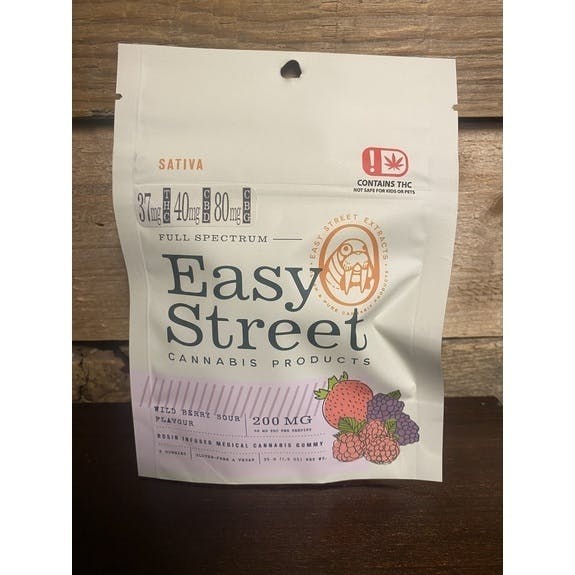 SATIVA
CONTAINS THC
NOT SAFE FOR KIDS OR PETS
37mg THC 40mg CBD 80mg CBG
FULL SPECTRUM
EASY STREET EXTRACTS
Easy
Street
CANNABIS PRODUCTS
WILD BERRY SOUR
FLAVOUR
200 MG
ROSIN INFUSED MEDICAL CANNABIS GUMMY
GLUTEN-FREE & VEGAN